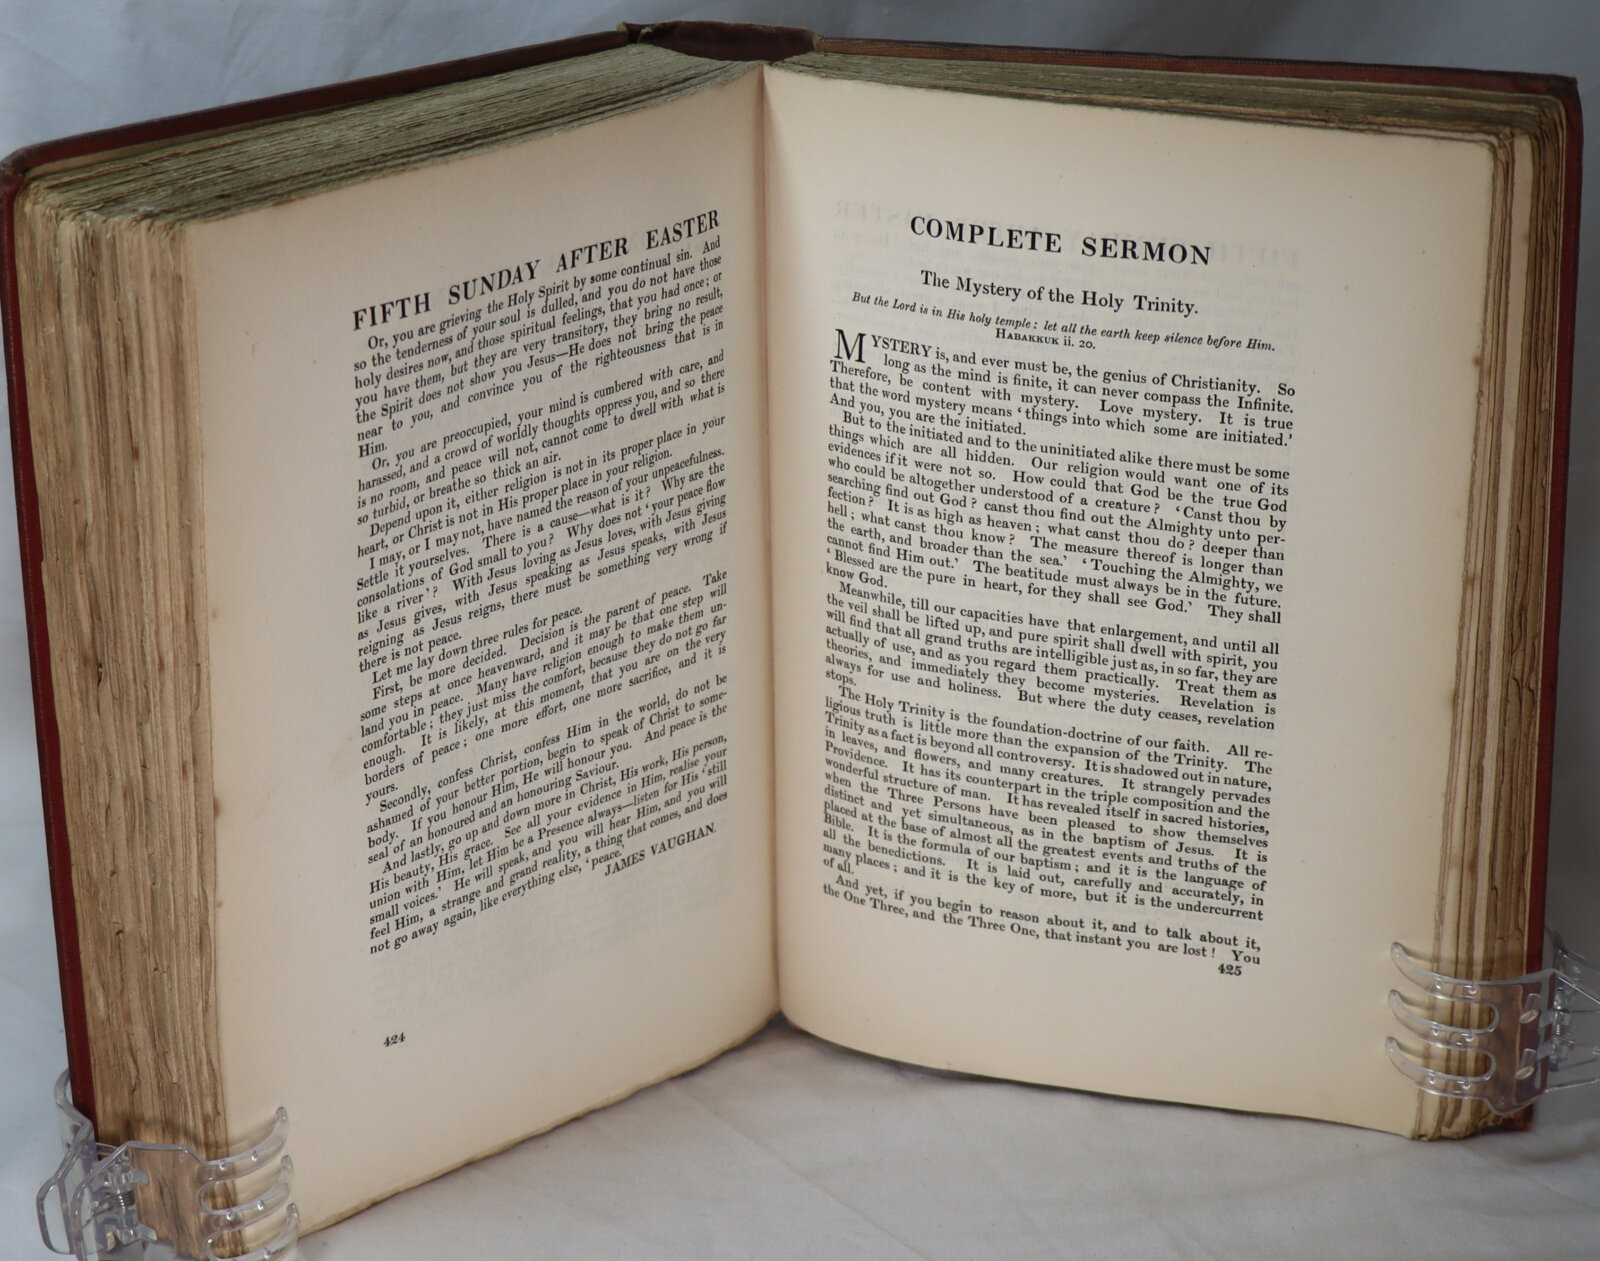 FIFTH SUNDAY AFTER EASTER
Or, you are grieving the Holy Spirit by some continual sin. And
so the tenderness of your soul is dulled, and you do not have those
holy desires now, and those spiritual feelings, that you had once; or
you have them, but they are very transitory, they bring no result,
the Spirit does not show you Jesus—He does not bring the peace
near to you, and convince you of the righteousness that is in
Him.
Or, you are preoccupied, your mind is cumbered with care, and
harassed, and a crowd of worldly thoughts oppress you, and so there
is no room, and peace will not, cannot come to dwell with what is
so turbid, or breathe so thick an air.
Depend upon it, either religion is not in its proper place in your
heart, or Christ is not in His proper place in your religion.
I may, or I may not, have named the reason of your unpeacefulness.
Settle it yourselves. There is a cause—what is it? Why are the
consolations of God small to you? Why does not 'your peace flow
like a river'? With Jesus loving as Jesus loves, with Jesus giving
as Jesus gives, with Jesus speaking as Jesus speaks, with Jesus
reigning as Jesus reigns, there must be something very wrong if
there is not peace.
Let me lay down three rules for peace.
First, be more decided. Decision is the parent of peace. Take
some steps at once heavenward, and it may be that one step will
land you in peace. Many have religion enough to make them un-
comfortable; they just miss the comfort, because they do not go far
enough. It is likely, at this moment, that you are on the very
borders of peace; one more effort, one more sacrifice, and it is
yours.
Secondly, confess Christ, confess Him in the world, do not be
ashamed of your better portion, begin to speak of Christ to some-
body. If you honour Him, He will honour you. And peace is the
seal of an honoured and an honouring Saviour.
And lastly, go up and down more in Christ, His work, His person,
His beauty, His grace. See all your evidence in Him, realise your
union with Him, let Him be a Presence always—listen for His 'still
small voices.' He will speak, and you will hear Him, and you will
feel Him, a strange and grand reality, a thing that comes, and does
not go away again, like everything else, 'peace.'
JAMES VAUGHAN.
424
COMPLETE SERMON
The Mystery of the Holy Trinity.
But the Lord is in His holy temple: let all the earth keep silence before Him.
HABAKKUK ii. 20.
MYSTERY is, and ever must be, the genius of Christianity. So
long as the mind is finite, it can never compass the Infinite.
Therefore, be content with mystery. Love mystery. It is true
that the word mystery means 'things into which some are initiated.'
And you, you are the initiated.
But to the initiated and to the uninitiated alike there must be some
things which are all hidden. Our religion would want one of its
evidences if it were not so. How could that God be the true God
who could be altogether understood of a creature? 'Canst thou by
searching find out God? canst thou find out the Almighty unto per-
fection? It is as high as heaven; what canst thou do? deeper than
hell; what canst thou know? The measure thereof is longer than
the earth, and broader than the sea.' 'Touching the Almighty, we
cannot find Him out.' The beatitude must always be in the future.
'Blessed are the pure in heart, for they shall see God.' They shall
know God.
Meanwhile, till our capacities have that enlargement, and until all
the veil shall be lifted up, and pure spirit shall dwell with spirit, you
will find that all grand truths are intelligible just as, in so far, they are
actually of use, and as you regard them practically. Treat them as
theories, and immediately they become mysteries. Revelation is
always for use and holiness. But where the duty ceases, revelation
stops.
The Holy Trinity is the foundation-doctrine of our faith. All re-
ligious truth is little more than the expansion of the Trinity. The
Trinity as a fact is beyond all controversy. It is shadowed out in nature,
in leaves, and flowers, and many creatures. It strangely pervades
Providence. It has its counterpart in the triple composition and the
wonderful structure of man. It has revealed itself in sacred histories,
when the Three Persons have been pleased to show themselves
distinct and yet simultaneous, as in the baptism of Jesus. It is
placed at the base of almost all the greatest events and truths of the
Bible. It is the formula of our baptism; and it is the language of
all the benedictions. It is laid out, carefully and accurately, in
many places; and it is the key of more, but it is the undercurrent
of all.
And yet, if you begin to reason about it, and to talk about it,
the One Three, and the Three One, that instant you are lost! You
425